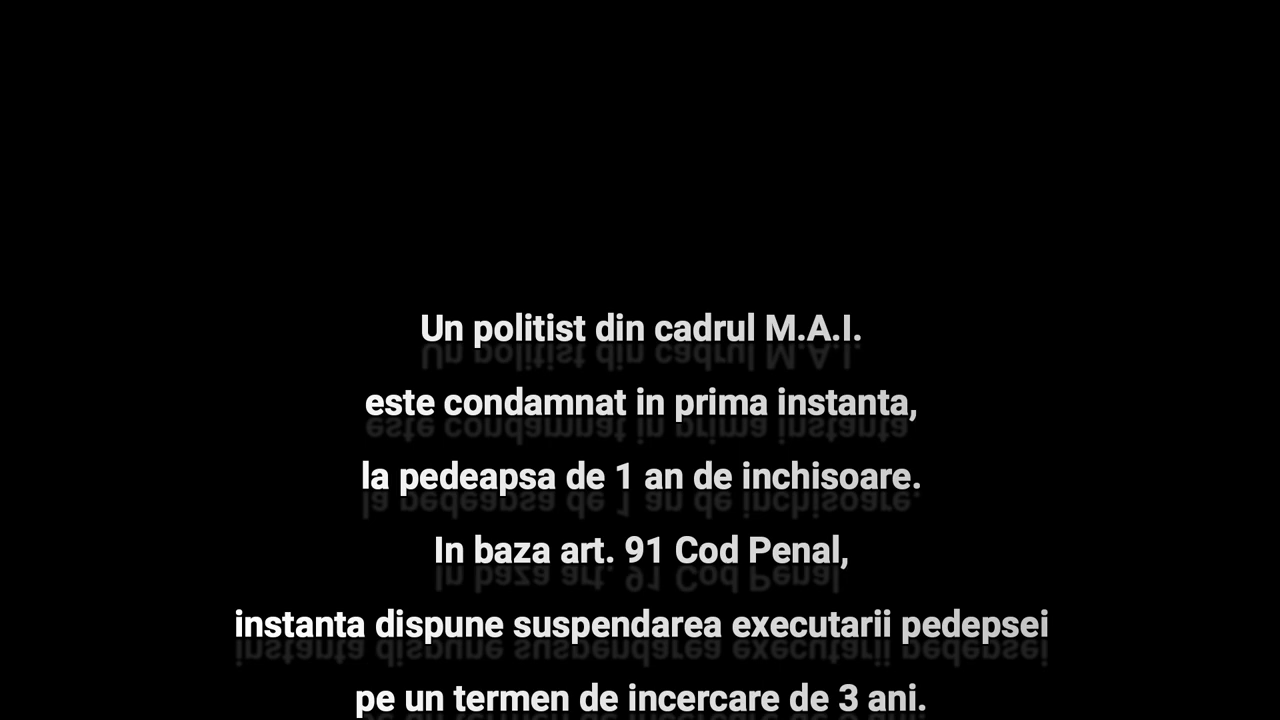 Un politist din cadrul M.A.I.
este condamnat in prima instanta,
la pedeapsa de 1 an de inchisoare.
In baza art. 91 Cod Penal,
instanta dispune suspendarea executarii pedepsei
pe un termen de incercare de 3 ani.